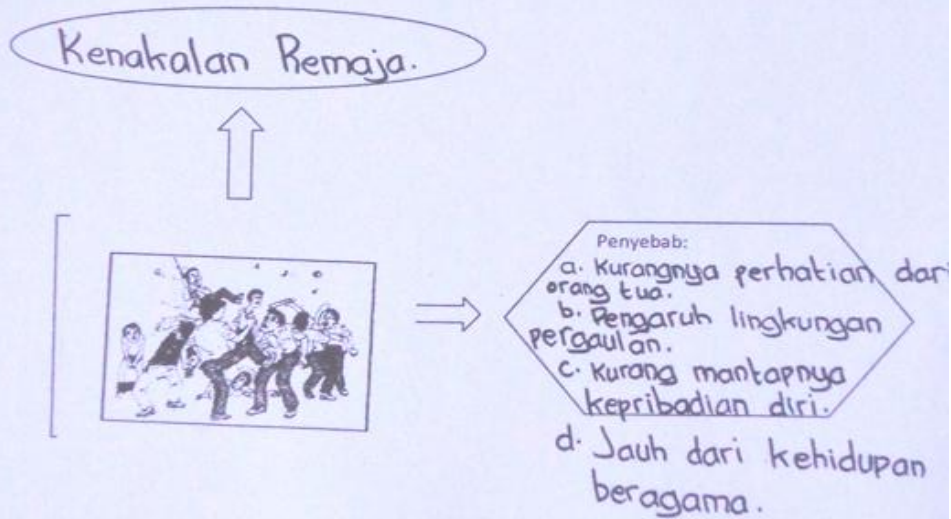 Kenakalan Remaja.
Penyebab:
a. Kurangnya perhatian dari
orang tua.
b. Pengaruh lingkungan
pergaulan.
c. Kurang mantapnya
kepribadian diri.
d. Jauh dari kehidupan
beragama.